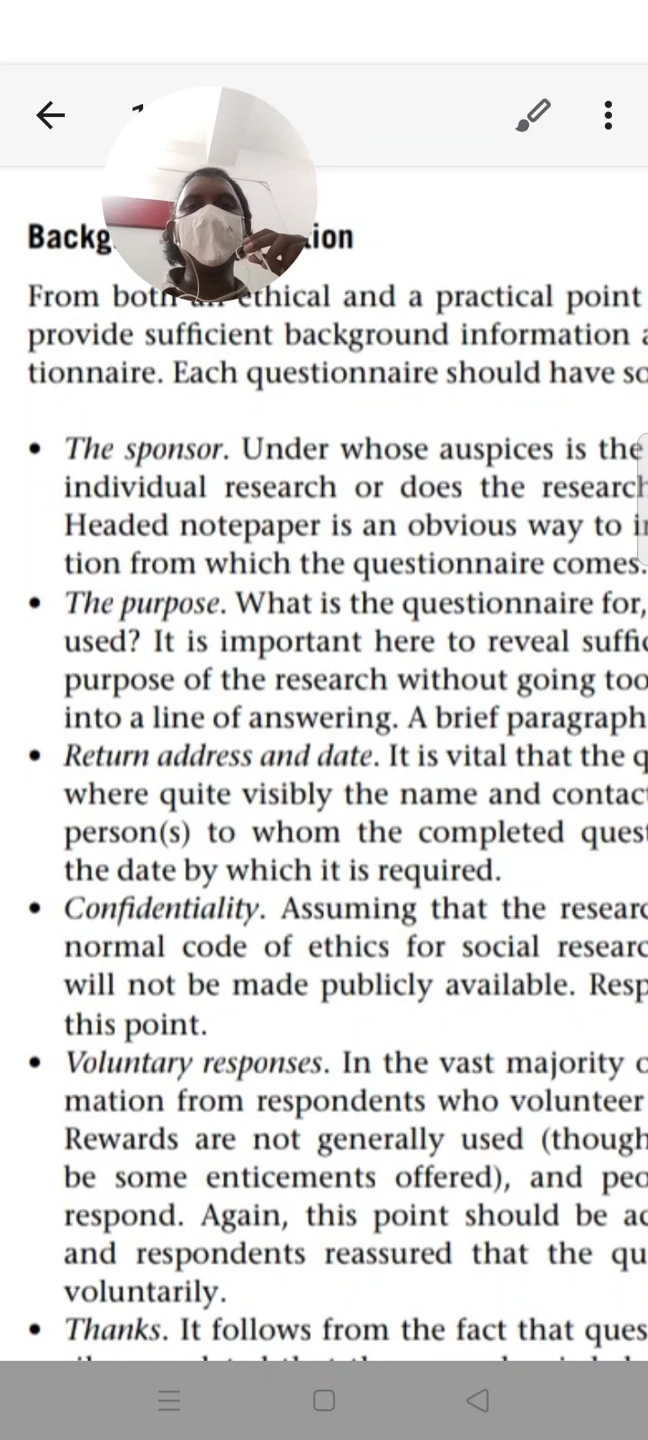 Backg ion
From both an ethical and a practical point
provide sufficient background information a
tionnaire. Each questionnaire should have so
• The sponsor. Under whose auspices is the
individual research or does the research
Headed notepaper is an obvious way to in
tion from which the questionnaire comes.
• The purpose. What is the questionnaire for,
used? It is important here to reveal suffic
purpose of the research without going too
into a line of answering. A brief paragraph
• Return address and date. It is vital that the q
where quite visibly the name and contact
person(s) to whom the completed quest
the date by which it is required.
• Confidentiality. Assuming that the researc
normal code of ethics for social researc
will not be made publicly available. Resp
this point.
• Voluntary responses. In the vast majority o
mation from respondents who volunteer
Rewards are not generally used (though
be some enticements offered), and peo
respond. Again, this point should be ac
and respondents reassured that the qu
voluntarily.
• Thanks. It follows from the fact that ques